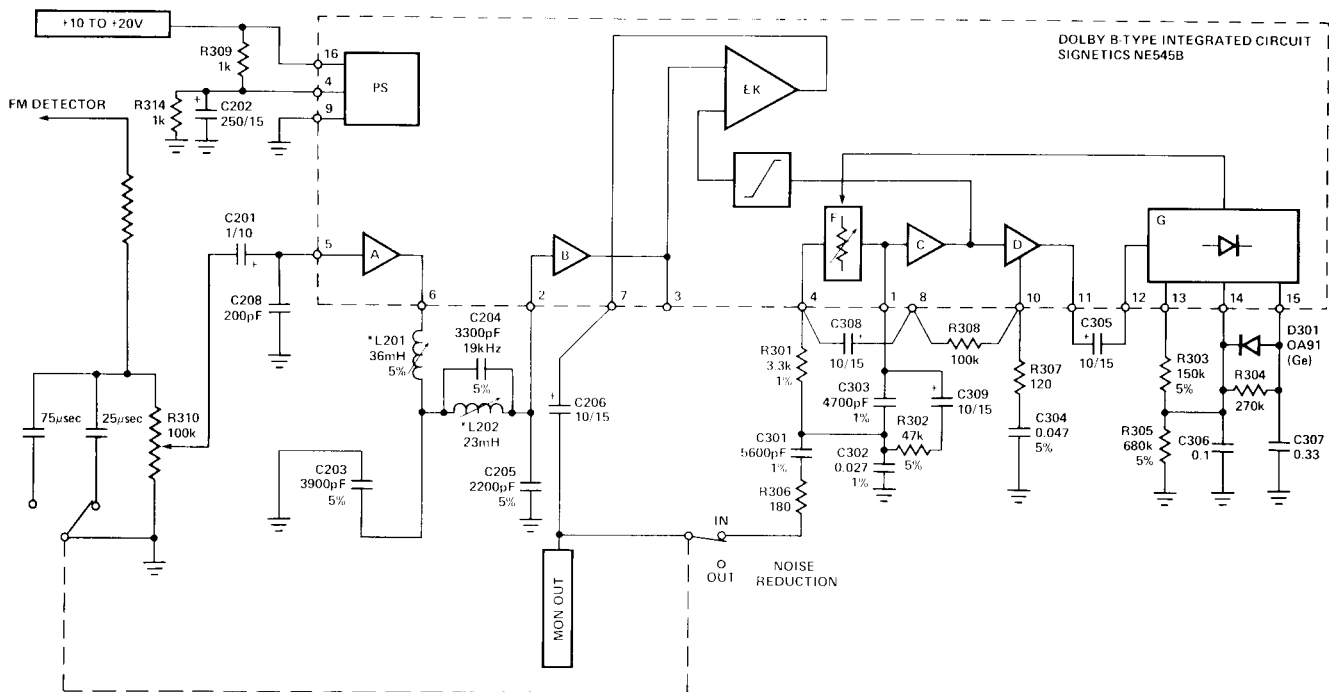 +10 TO +20V
DOLBY B-TYPE INTEGRATED CIRCUIT
SIGNETICS NE545B
R309
1k
16
4
9
PS
R314
1k
+
C202
250/15
FM DETECTOR
EK
F
G
C201
1/10
+
5
A
B
C
D
C208
200pF
6
2
7
3
4
1
8
10
11
12
13
14
15
*L201
36mH
5%
C204
3300pF
19kHz
5%
*L202
23mH
+
C206
10/15
C203
3900pF
5%
C205
2200pF
5%
R301
3.3k
1%
+
C308
10/15
R308
100k
C303
4700pF
1%
+
C309
10/15
R302
47k
5%
C301
5600pF
1%
C302
0.027
1%
R306
180
R307
120
C304
0.047
5%
C305
+
10/15
R303
150k
5%
D301
OA91
(Ge)
R304
270k
R305
680k
5%
C306
0.1
C307
0.33
75µsec
25µsec
R310
100k
IN
OUT
NOISE
REDUCTION
MON OUT